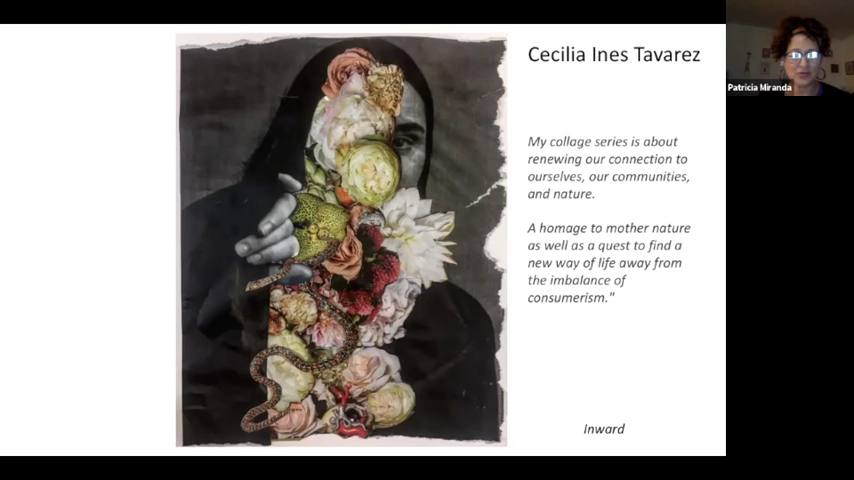 Cecilia Ines Tavarez
Patricia Miranda
My collage series is about
renewing our connection to
ourselves, our communities,
and nature.
A homage to mother nature
as well as a quest to find a
new way of life away from
the imbalance of
consumerism."
inward